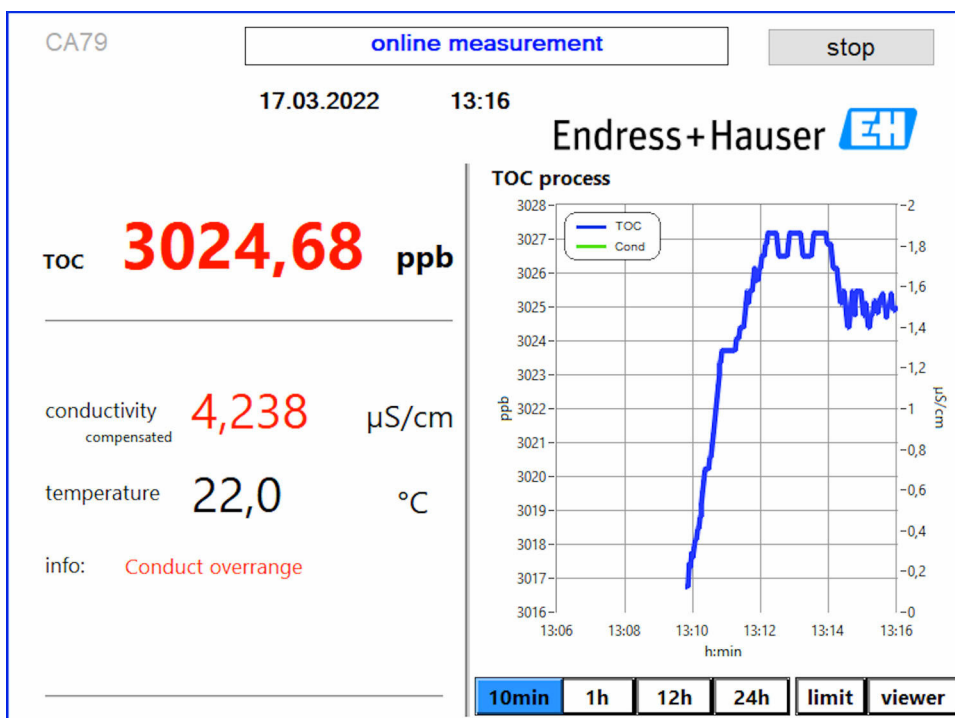 CA79
online measurement
stop
17.03.2022 13:16
Endress+Hauser EH
TOC 3024,68 ppb
conductivity 4,238 µS/cm
compensated
temperature 22,0 °C
info: Conduct overrange
TOC process
TOC
Cond
3028
3027
3026
3025
3024
3023
3022
3021
3020
3019
3018
3017
3016
ppb
2
1,8
1,6
1,4
1,2
1
0,8
0,6
0,4
0,2
0
µS/cm
13:06 13:08 13:10 13:12 13:14 13:16
h:min
10min 1h 12h 24h limit viewer